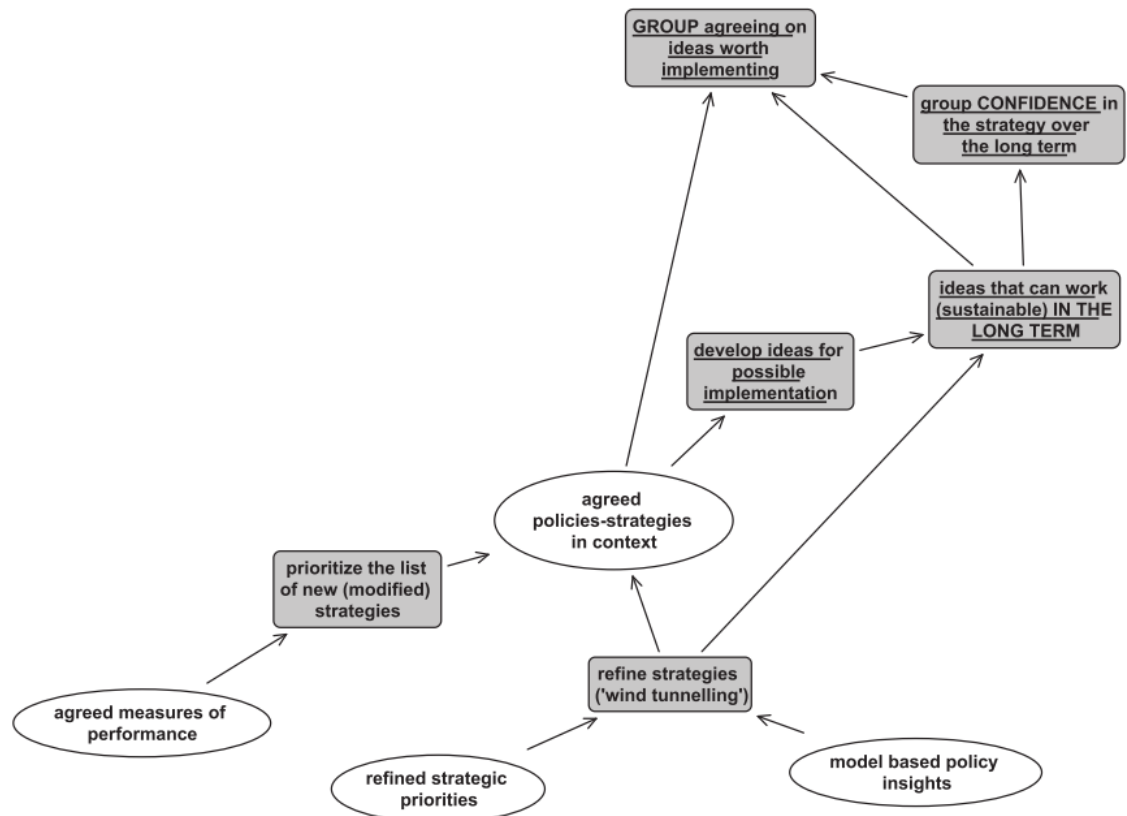 GROUP agreeing on
ideas worth
implementing
group CONFIDENCE in
the strategy over
the long term
ideas that can work
(sustainable) IN THE
LONG TERM
develop ideas for
possible
implementation
agreed
policies-strategies
in context
prioritize the list
of new (modified)
strategies
refine strategies
('wind tunnelling')
agreed measures of
performance
refined strategic
priorities
model based policy
insights